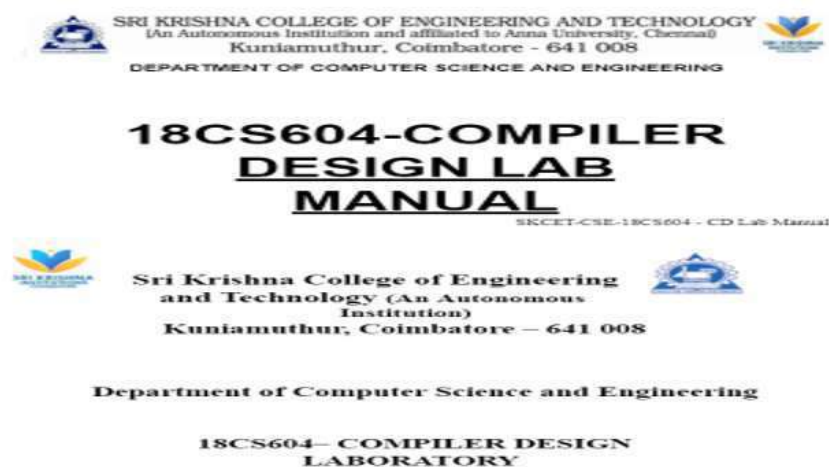 SRI KRISHNA COLLEGE OF ENGINEERING AND TECHNOLOGY
(An Autonomous Institution and affiliated to Anna University, Chennai)
Kuniamuthur, Coimbatore - 641 008
DEPARTMENT OF COMPUTER SCIENCE AND ENGINEERING
18CS604-COMPILER
DESIGN LAB
MANUAL
SKCET-CSE-18CS604 - CD Lab Manual
SRI KRISHNA
INSTITUTIONS
Sri Krishna College of Engineering
and Technology (An Autonomous
Institution)
Kuniamuthur, Coimbatore – 641 008
Department of Computer Science and Engineering
18CS604– COMPILER DESIGN
LABORATORY